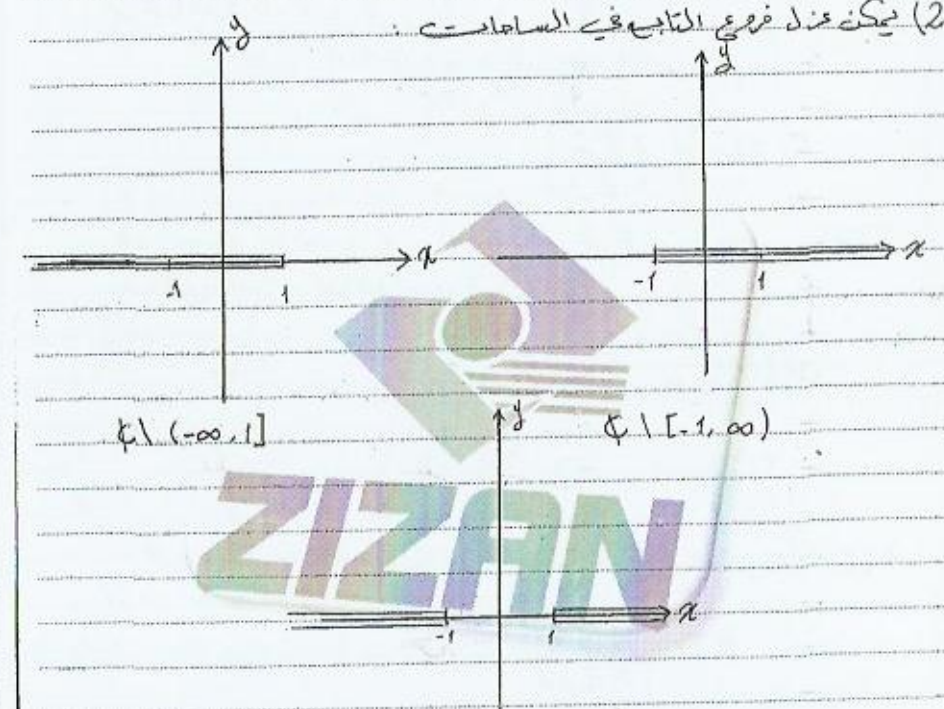 2) يمكن عزل فروع التابع في الساحات :
y
y
x
x
-1 1
-1 1
¢ \ (-∞, 1]
¢ \ [-1, ∞)
y
ZIZAN
x
-1 1